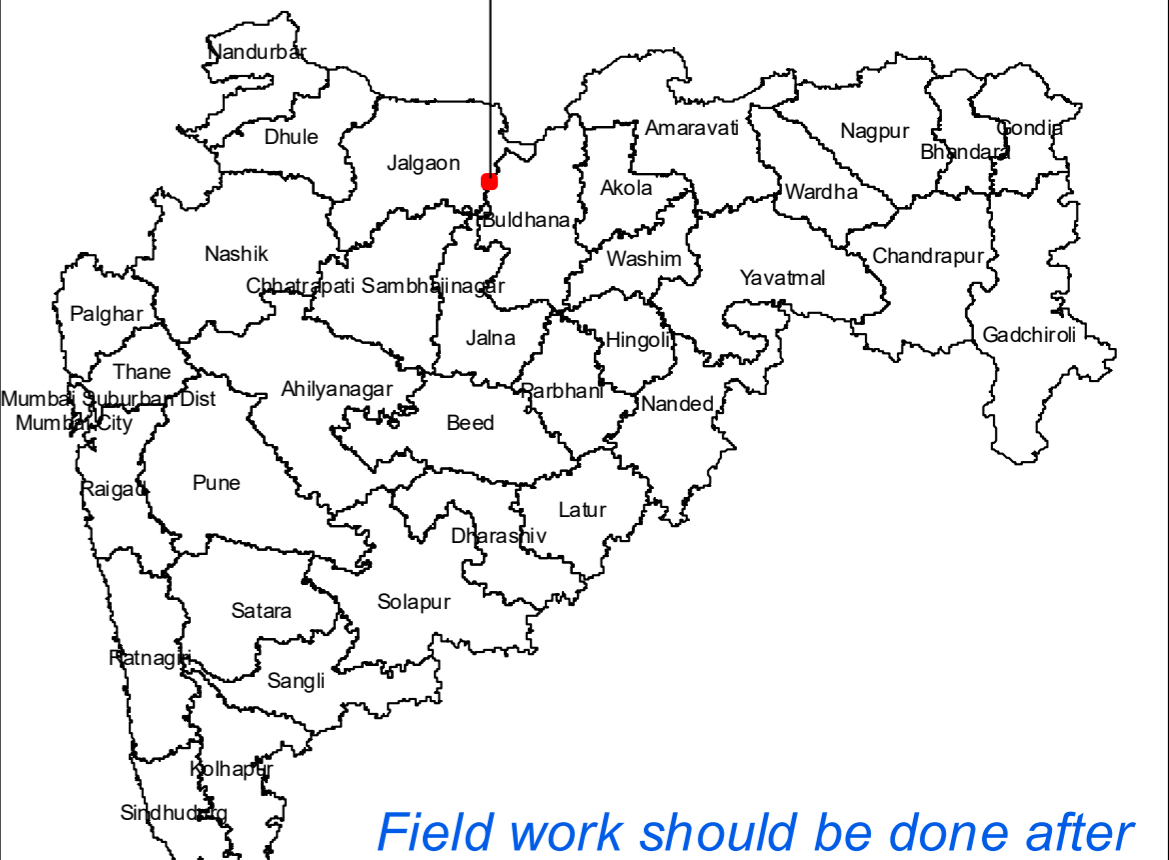 Nandurbar
Dhule
Jalgaon
Amaravati
Nagpur
Gondia
Bhandara
Akola
Wardha
Buldhana
Nashik
Washim
Chandrapur
Chhatrapati Sambhajinagar
Yavatmal
Palghar
Jalna
Hingoli
Gadchiroli
Thane
Ahilyanagar
Parbhani
Mumbai Suburban Dist
Nanded
Mumbai City
Beed
Raigad
Pune
Latur
Dharashiv
Satara
Solapur
Ratnagiri
Sangli
Kolhapur
Sindhudurg
Field work should be done after